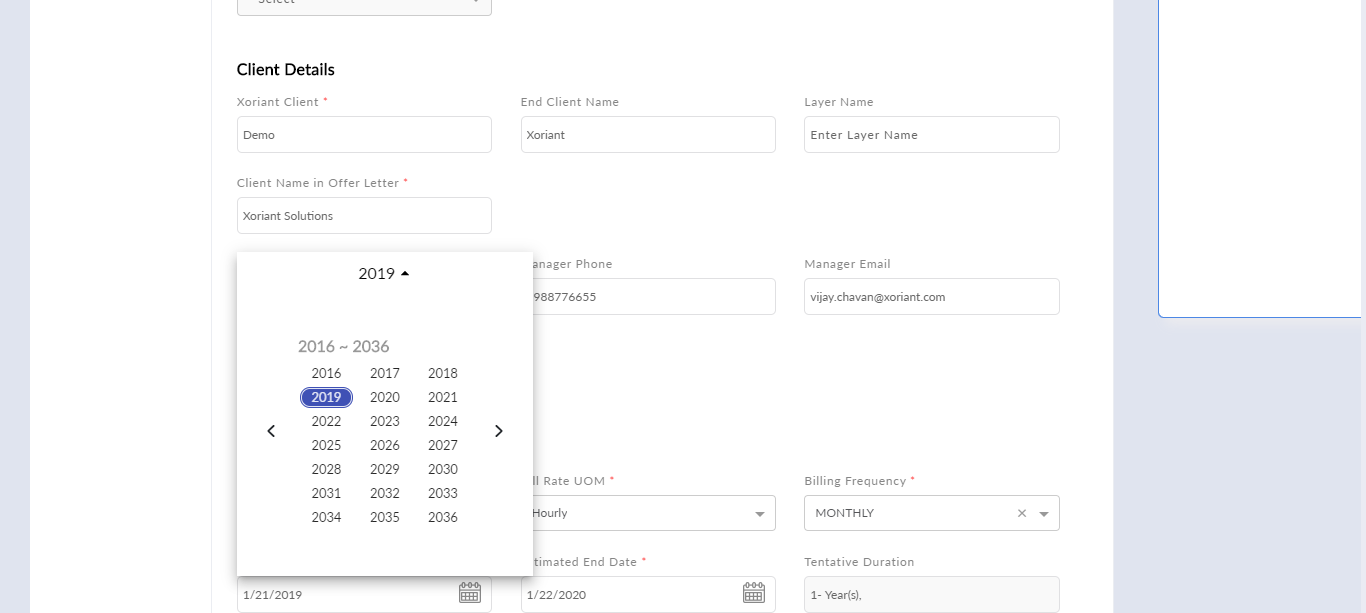 Select
Client Details
Xoriant Client *
End Client Name
Layer Name
Demo
Xoriant
Enter Layer Name
Client Name in Offer Letter *
Xoriant Solutions
2019
anager Phone
Manager Email
988776655
vijay.chavan@xoriant.com
2016 ~ 2036
2016 2017 2018
2019 2020 2021
2022 2023 2024
2025 2026 2027
2028 2029 2030
2031 2032 2033
2034 2035 2036
ll Rate UOM *
Billing Frequency *
Hourly
MONTHLY
timated End Date *
Tentative Duration
1/21/2019
1/22/2020
1- Year(s),